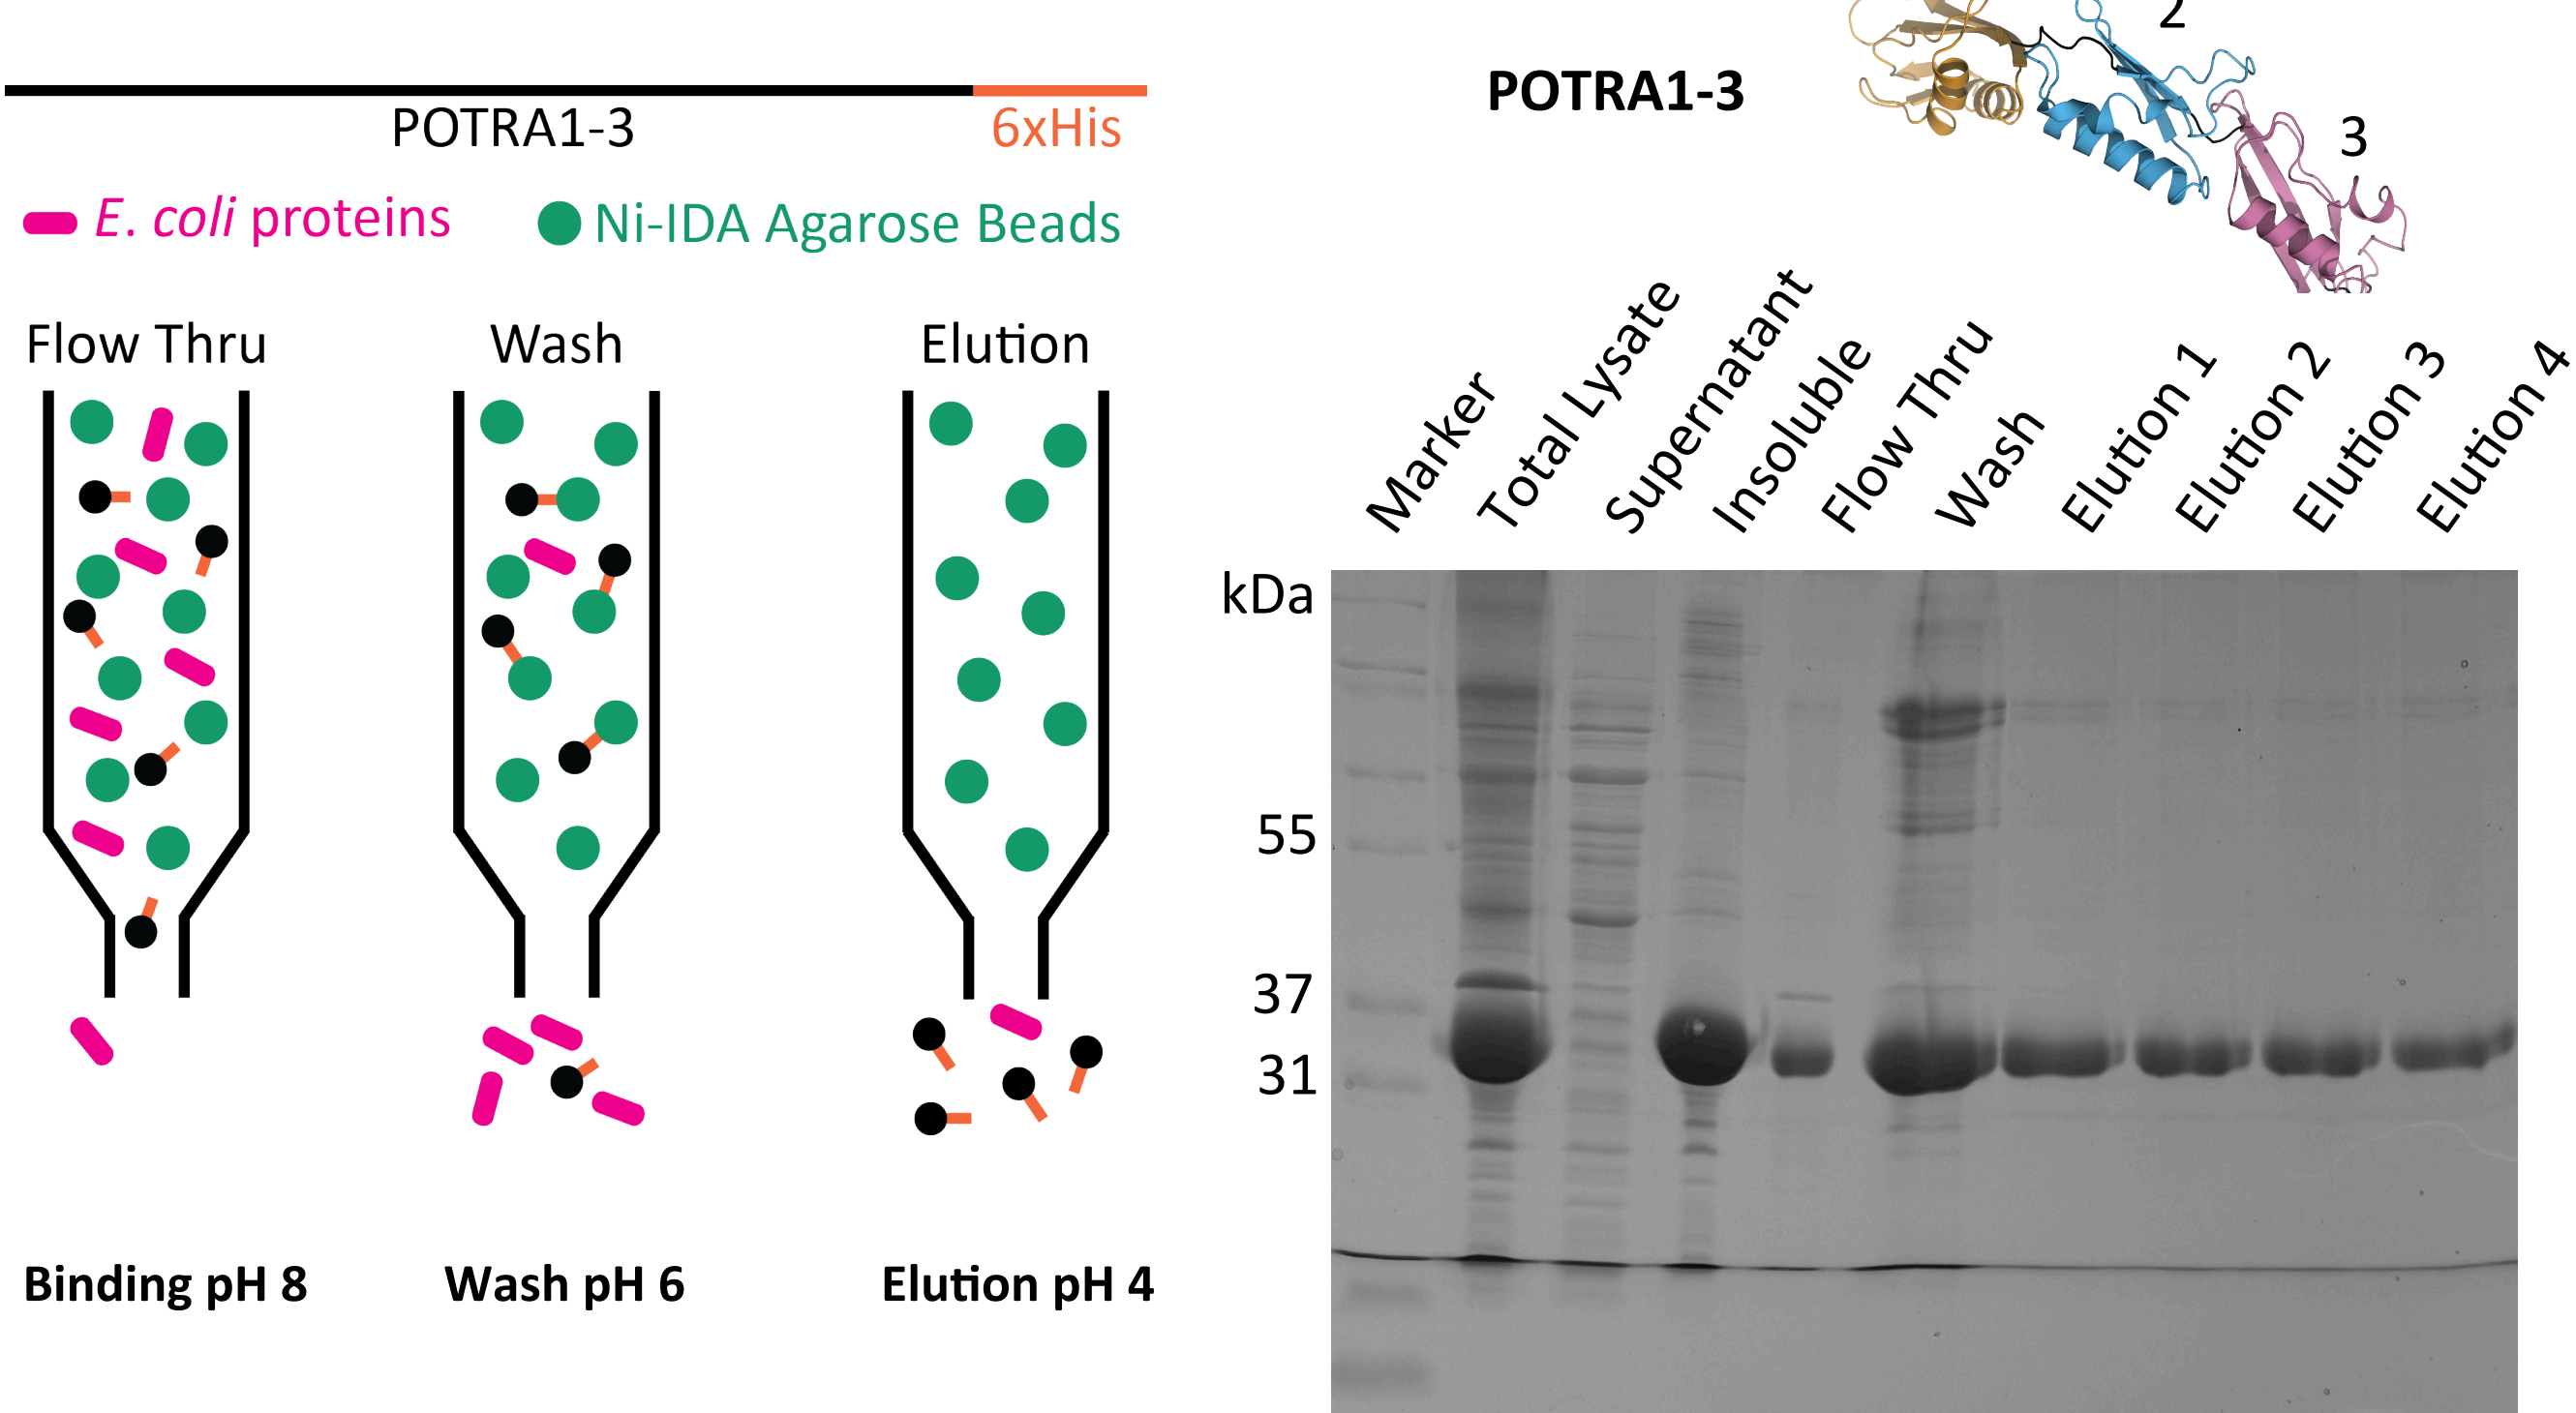 POTRA1-3
6xHis
E. coli proteins
Ni-IDA Agarose Beads
Flow Thru
Wash
Elution
Binding pH 8
Wash pH 6
Elution pH 4
POTRA1-3
2
3
Marker
Total Lysate
Supernatant
Insoluble
Flow Thru
Wash
Elution 1
Elution 2
Elution 3
Elution 4
kDa
55
37
31